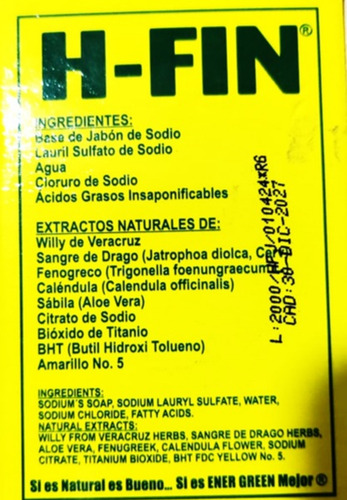 H-FIN®
INGREDIENTES:
Base de Jabón de Sodio
Lauril Sulfato de Sodio
Agua
Cloruro de Sodio
Ácidos Grasos Insaponificables
EXTRACTOS NATURALES DE:
Willy de Veracruz
Sangre de Drago (Jatrophoa diolca, Ca
Fenogreco (Trigonella foenungraecum
Caléndula (Calendula officinalis)
Sábila (Aloe Vera)
Citrato de Sodio
Bióxido de Titanio
BHT (Butil Hidroxi Tolueno)
Amarillo No. 5
L:2000/ /010424xR6
CAD:30-DIC-2027
INGREDIENTS:
SODIUM´S SOAP, SODIUM LAURYL SULFATE, WATER,
SODIUM CHLORIDE, FATTY ACIDS.
NATURAL EXTRACTS:
WILLY FROM VERACRUZ HERBS, SANGRE DE DRAGO HERBS,
ALOE VERA, FENUGREEK, CALENDULA FLOWER, SODIUM
CITRATE, TITANIUM BIOXIDE, BHT FDC YELLOW No. 5.
Si es Natural es Bueno... Si es ENER GREEN Mejor ®